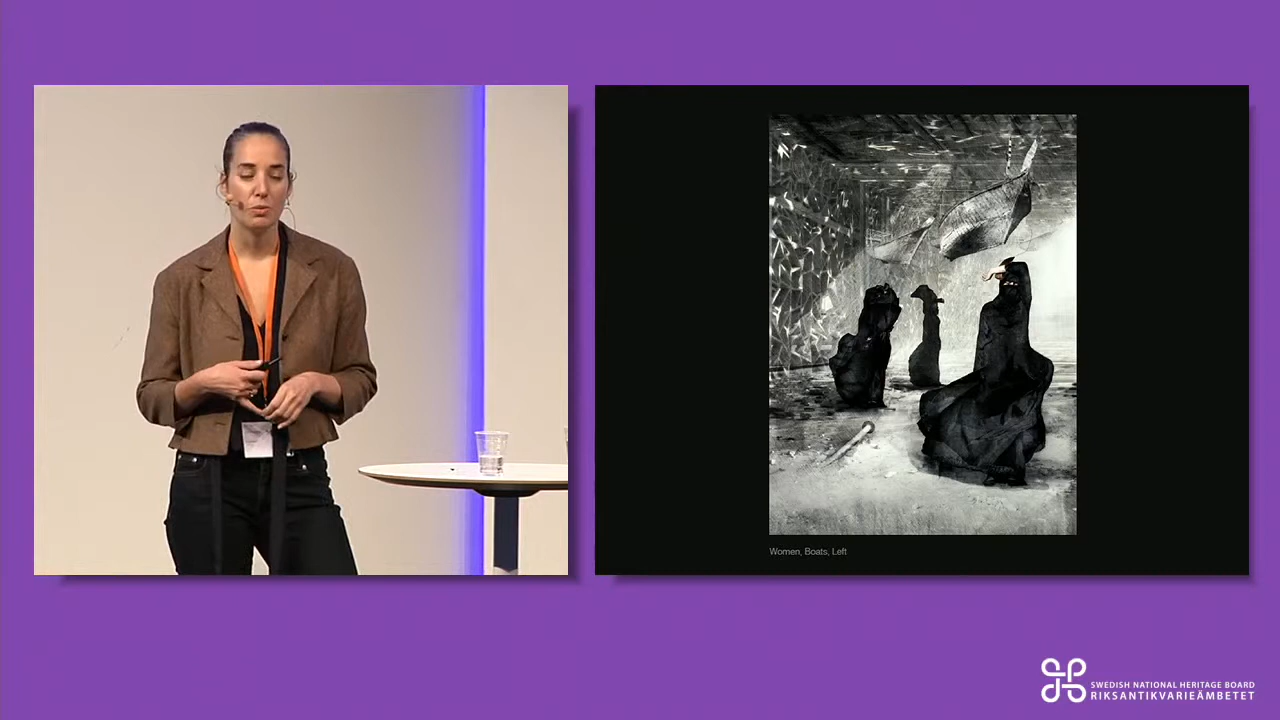 Women, Boats, Left
SWEDISH NATIONAL HERITAGE BOARD
RIKSANTIKVARIEÄMBETET